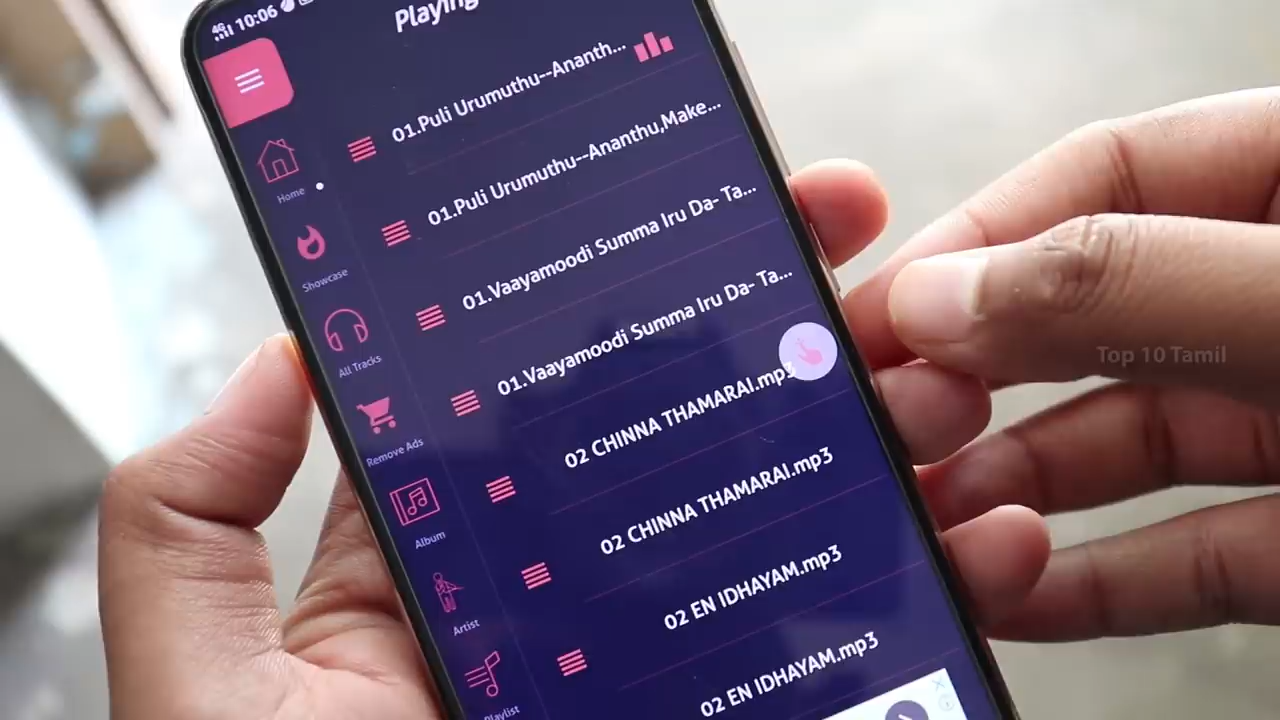 4G 10:06
Playing
01.Puli Urumuthu--Ananth...
01.Puli Urumuthu--Ananthu,Make...
01.Vaayamoodi Summa Iru Da- Ta...
01.Vaayamoodi Summa Iru Da- Ta...
02 CHINNA THAMARAI.mp3
02 CHINNA THAMARAI.mp3
02 EN IDHAYAM.mp3
02 EN IDHAYAM.mp3
Home
Showcase
All Tracks
Remove Ads
Album
Artist
Playlist
Top 10 Tamil